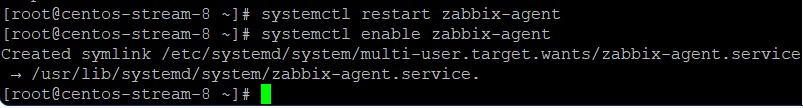 [root@centos-stream-8 ~]# systemctl restart zabbix-agent
[root@centos-stream-8 ~]# systemctl enable zabbix-agent
Created symlink /etc/systemd/system/multi-user.target.wants/zabbix-agent.service
→ /usr/lib/systemd/system/zabbix-agent.service.
[root@centos-stream-8 ~]#